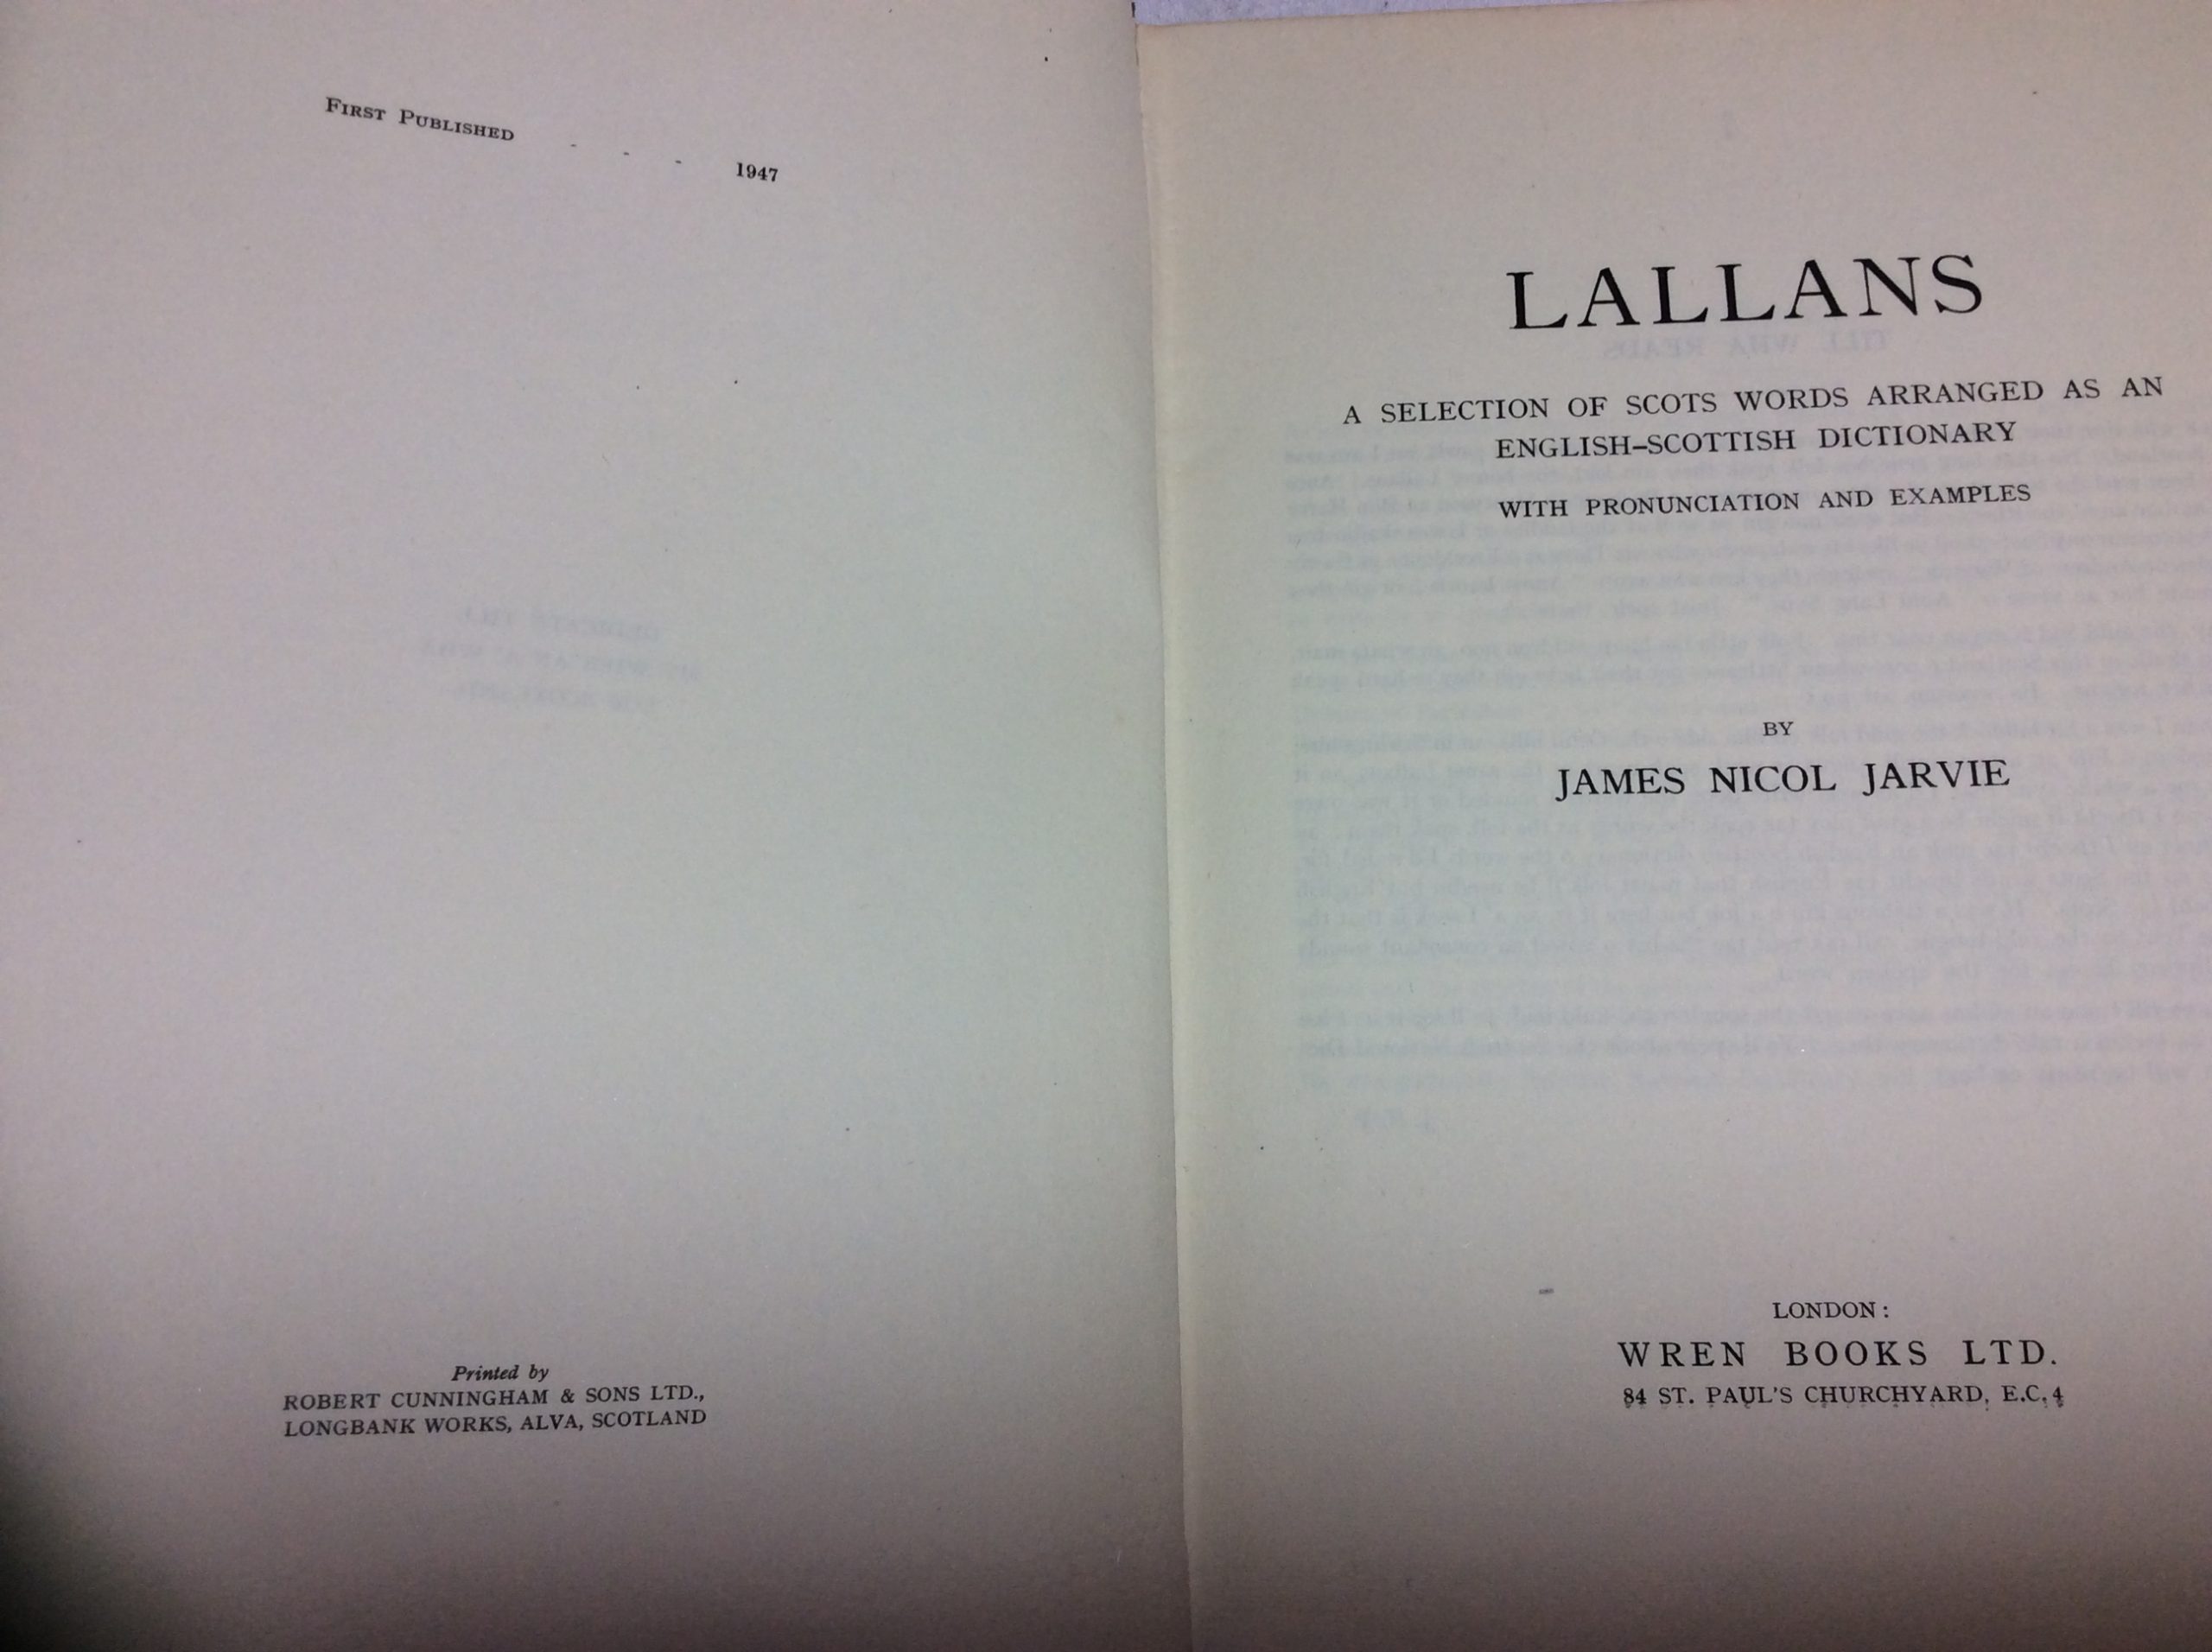 First Published - - - 1947
Printed by
ROBERT CUNNINGHAM & SONS LTD.,
LONGBANK WORKS, ALVA, SCOTLAND
LALLANS
A SELECTION OF SCOTS WORDS ARRANGED AS AN
ENGLISH–SCOTTISH DICTIONARY
WITH PRONUNCIATION AND EXAMPLES
BY
JAMES NICOL JARVIE
LONDON:
WREN BOOKS LTD.
84 ST. PAUL'S CHURCHYARD, E.C.4